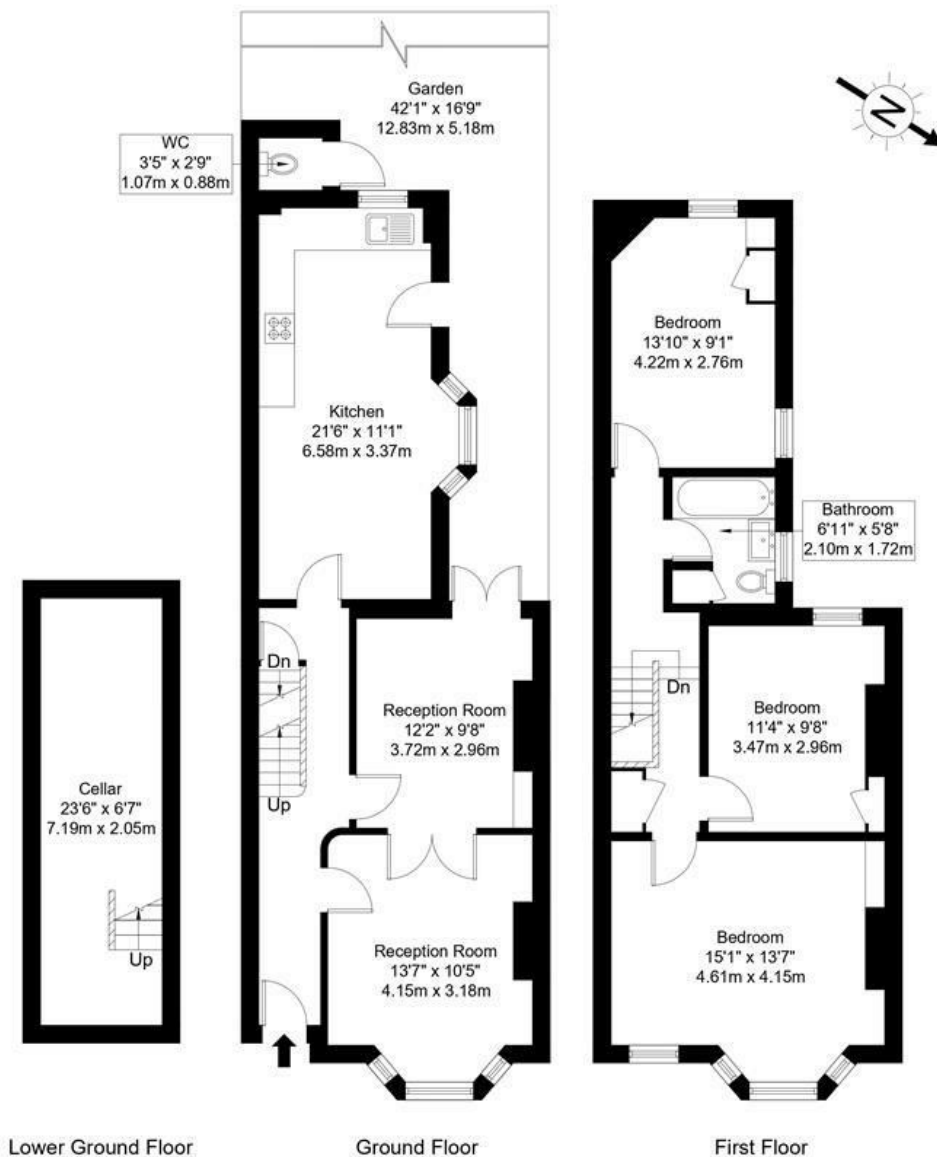 Garden
42'1" x 16'9"
12.83m x 5.18m
WC
3'5" x 2'9"
1.07m x 0.88m
N
Kitchen
21'6" x 11'1"
6.58m x 3.37m
Dn
Up
Reception Room
12'2" x 9'8"
3.72m x 2.96m
Reception Room
13'7" x 10'5"
4.15m x 3.18m
Cellar
23'6" x 6'7"
7.19m x 2.05m
Up
Bedroom
13'10" x 9'1"
4.22m x 2.76m
Bathroom
6'11" x 5'8"
2.10m x 1.72m
Dn
Bedroom
11'4" x 9'8"
3.47m x 2.96m
Bedroom
15'1" x 13'7"
4.61m x 4.15m
Lower Ground Floor
Ground Floor
First Floor